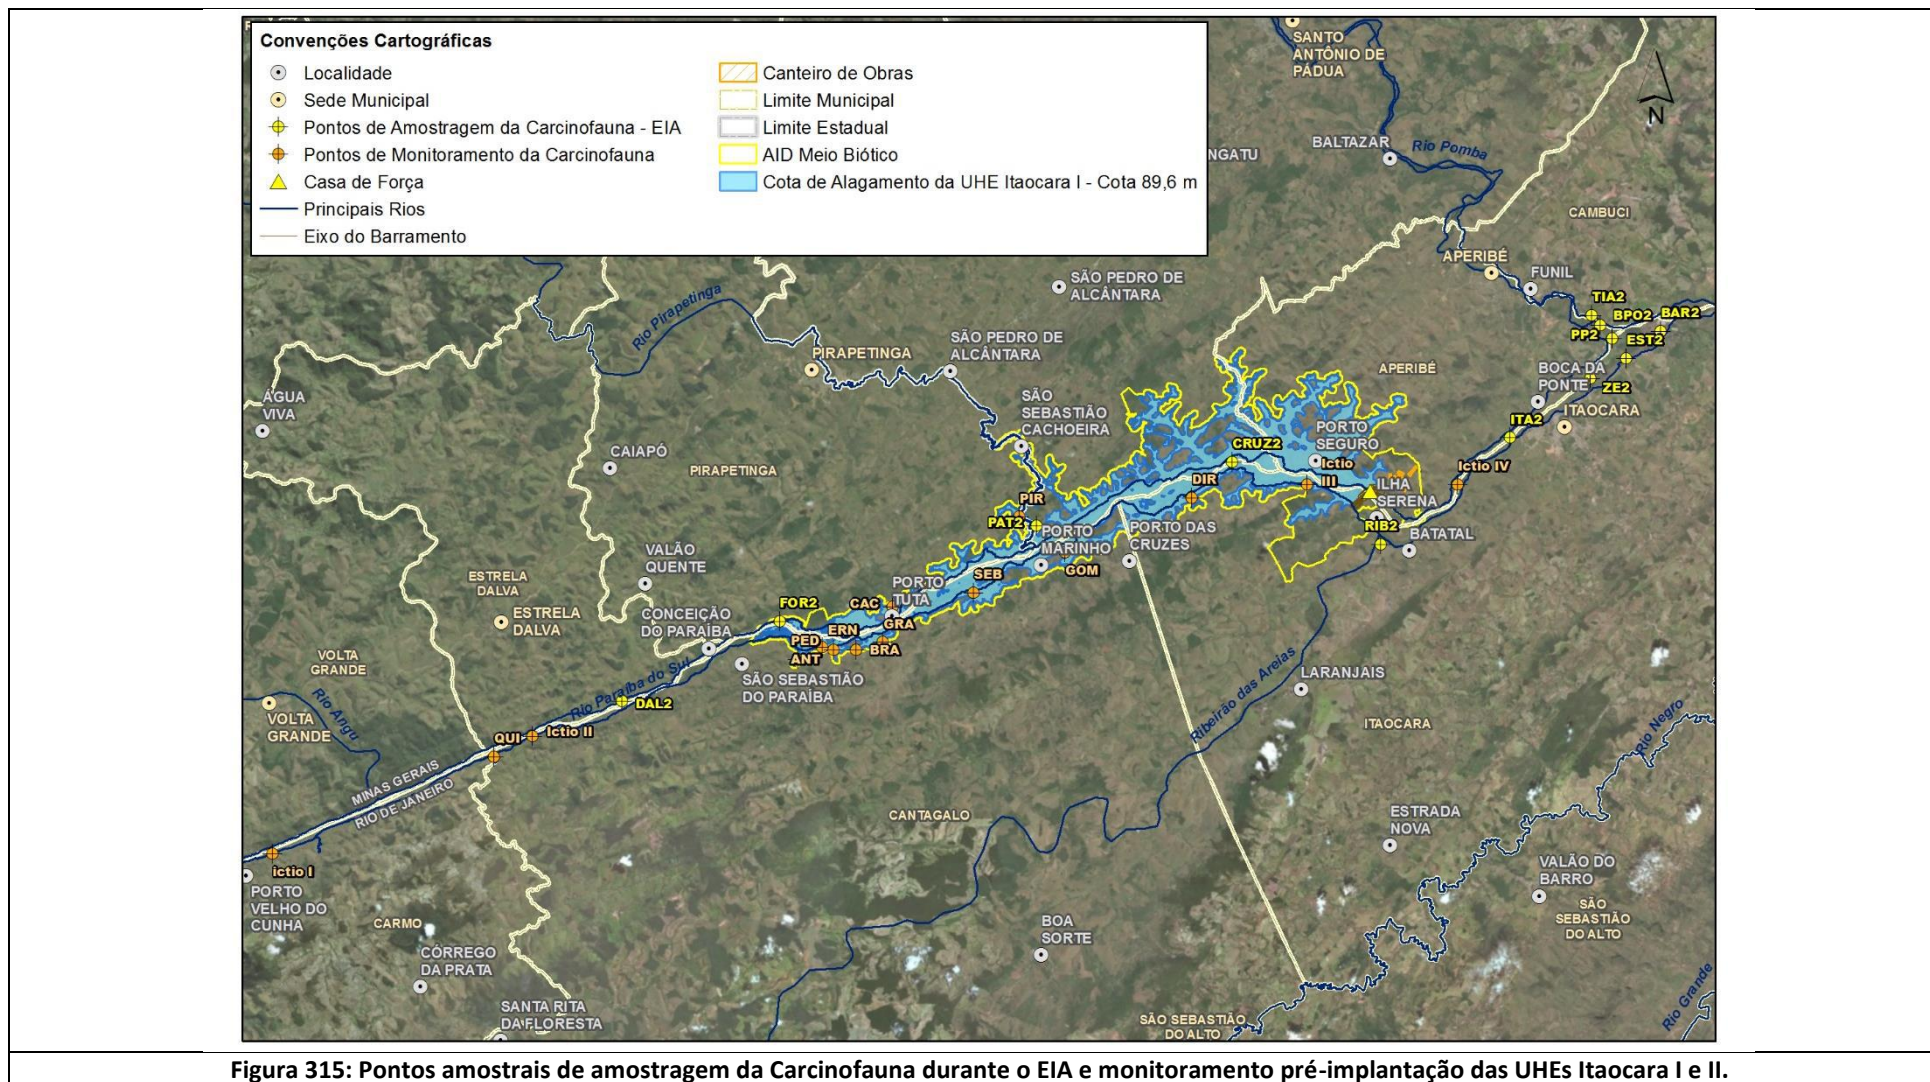 Convenções Cartográficas
Localidade
Sede Municipal
Pontos de Amostragem da Carcinofauna - EIA
Pontos de Monitoramento da Carcinofauna
Casa de Força
Principais Rios
Eixo do Barramento
Canteiro de Obras
Limite Municipal
Limite Estadual
AID Meio Biótico
Cota de Alagamento da UHE Itaocara I - Cota 89,6 m
SANTO
ANTÔNIO DE
PÁDUA
N
NGATU
BALTAZAR
Rio Pomba
CAMBUCI
APERIBÉ
FUNIL
SÃO PEDRO DE
ALCÂNTARA
Rio Pirapetinga
TIA2
BPO2
BAR2
PP2
EST2
PIRAPETINGA
SÃO PEDRO DE
ALCÂNTARA
APERIBÉ
BOCA DA
PONTE
ZE2
ÁGUA
VIVA
SÃO
SEBASTIÃO
CACHOEIRA
ITAOCARA
ITA2
PORTO
SEGURO
CRUZ2
CAIAPÓ
PIRAPETINGA
Ictio
III
Ictio IV
DIR
ILHA
SERENA
PIR
PAT2
RIB2
BATATAL
PORTO
MARINHO
PORTO DAS
CRUZES
VALÃO
QUENTE
GOM
SEB
ESTRELA
DALVA
PORTO
TUTA
FOR2
CAC
ESTRELA
DALVA
CONCEIÇÃO
DO PARAÍBA
GRA
ERN
PED
BRA
ANT
VOLTA
GRANDE
SÃO SEBASTIÃO
DO PARAÍBA
Rio Paraíba do Sul
LARANJAIS
Rio Angu
DAL2
Ribeirão das Areias
VOLTA
GRANDE
ITAOCARA
Rio Negro
QUI
Ictio II
MINAS GERAIS
RIO DE JANEIRO
CANTAGALO
ESTRADA
NOVA
ictio I
VALÃO DO
BARRO
PORTO
VELHO DO
CUNHA
CARMO
BOA
SORTE
SÃO
SEBASTIÃO
DO ALTO
CÓRREGO
DA PRATA
SANTA RITA
DA FLORESTA
SÃO SEBASTIÃO
DO ALTO
Rio Grande
Figura 315: Pontos amostrais de amostragem da Carcinofauna durante o EIA e monitoramento pré-implantação das UHEs Itaocara I e II.